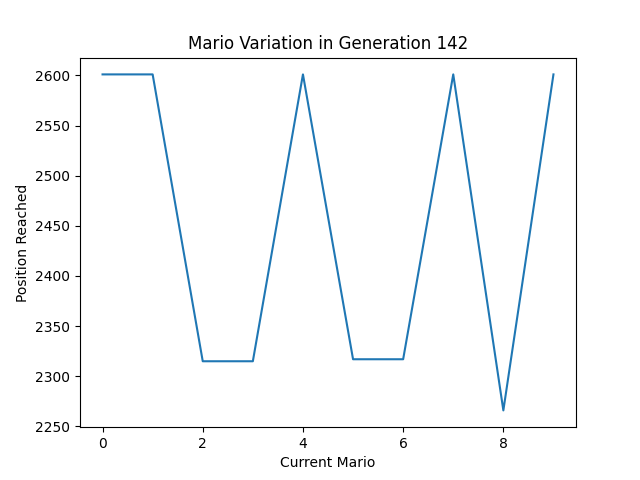 Mario Variation in Generation 142
2600
2550
2500
2450
2400
2350
2300
2250
Position Reached
0 2 4 6 8
Current Mario